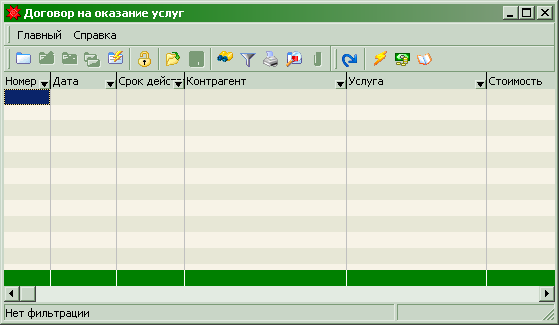 Договор на оказание услуг
Главный Справка
Номер Дата Срок дейст Контрагент Услуга Стоимость
Нет фильтрации